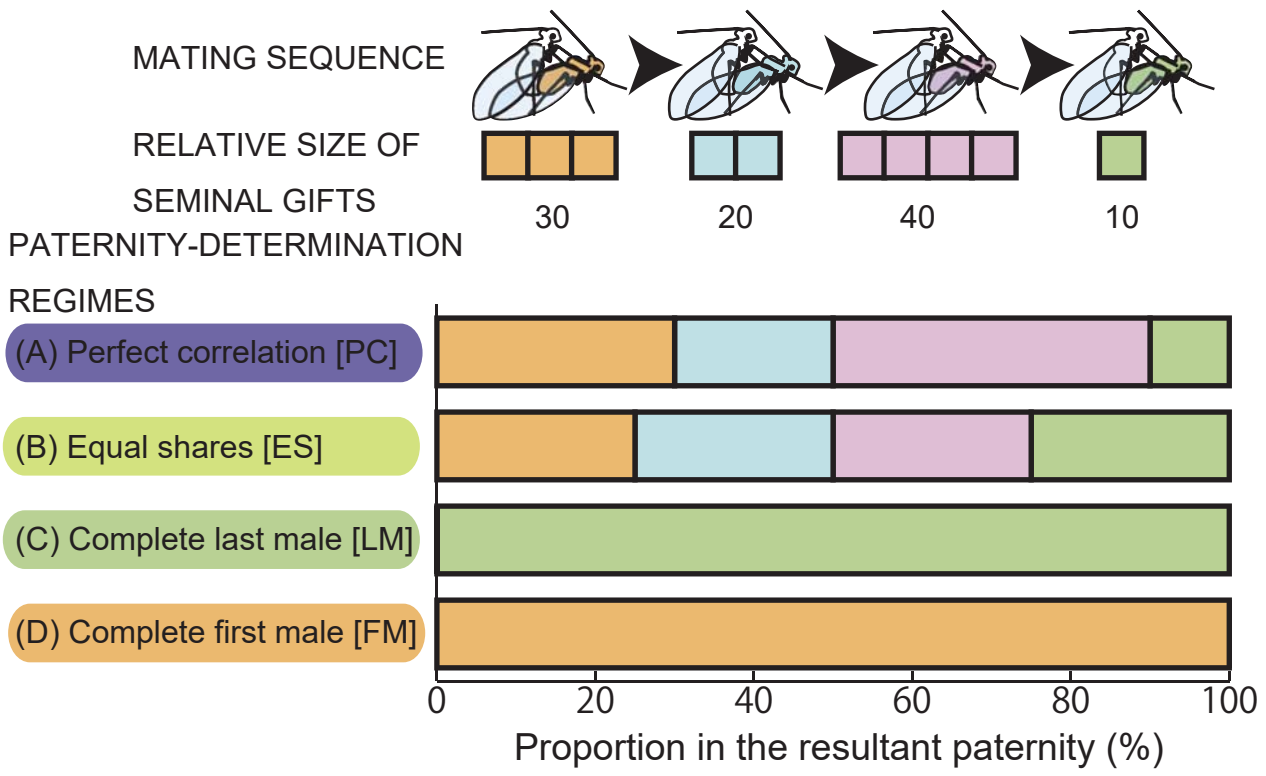 MATING SEQUENCE
RELATIVE SIZE OF
SEMINAL GIFTS
30 20 40 10
PATERNITY-DETERMINATION
REGIMES
(A) Perfect correlation [PC]
(B) Equal shares [ES]
(C) Complete last male [LM]
(D) Complete first male [FM]
0 20 40 60 80 100
Proportion in the resultant paternity (%)